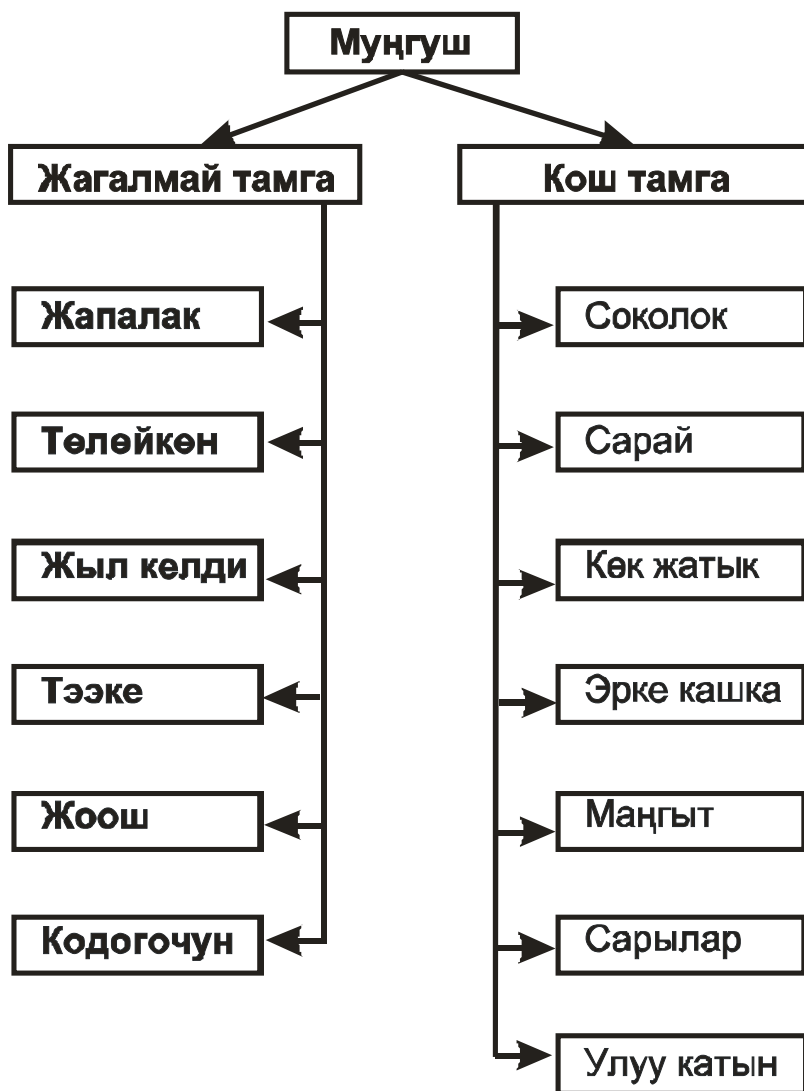 Муңгуш
Жагалмай тамга
Кош тамга
Жапалак
Төлөйкөн
Жыл келди
Тээке
Жоош
Кодогочун
Соколок
Сарай
Көк жатык
Эрке кашка
Маңгыт
Сарылар
Улуу катын